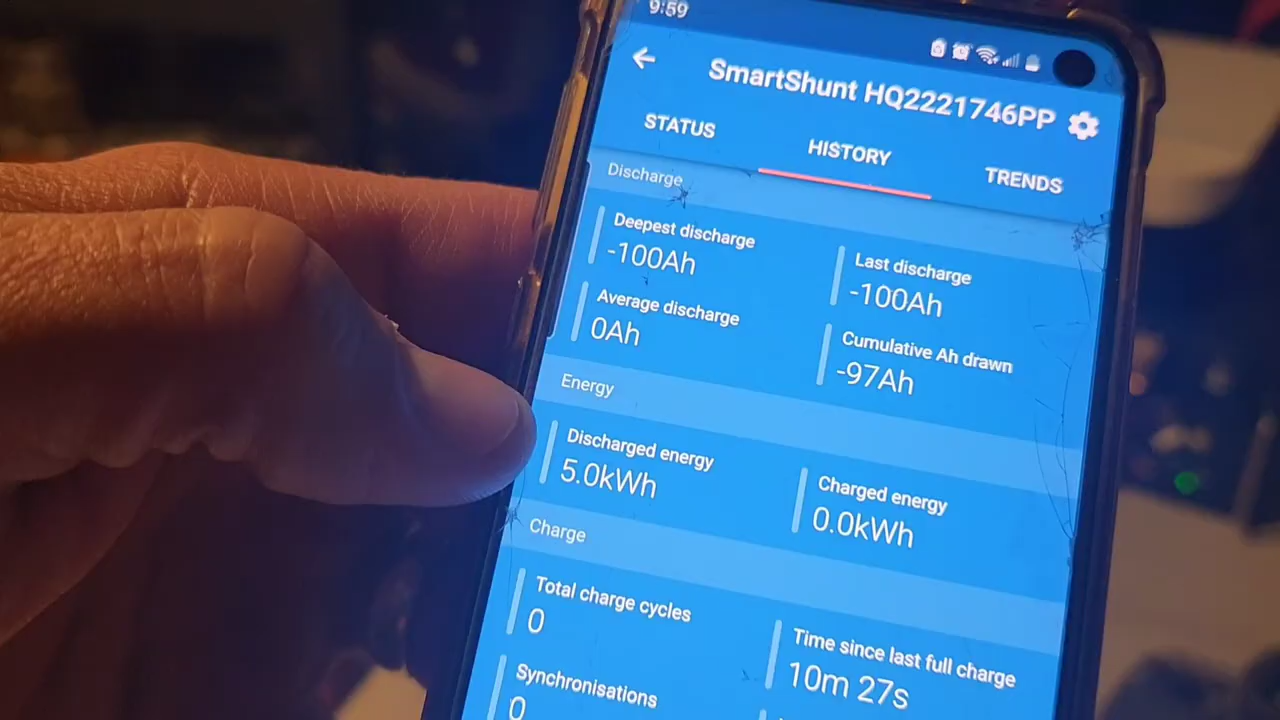 9:59
SmartShunt HQ2221746PP
STATUS
HISTORY
TRENDS
Discharge
Deepest discharge
-100Ah
Last discharge
-100Ah
Average discharge
0Ah
Cumulative Ah drawn
-97Ah
Energy
Discharged energy
5.0kWh
Charged energy
0.0kWh
Charge
Total charge cycles
0
Time since last full charge
10m 27s
Synchronisations
0